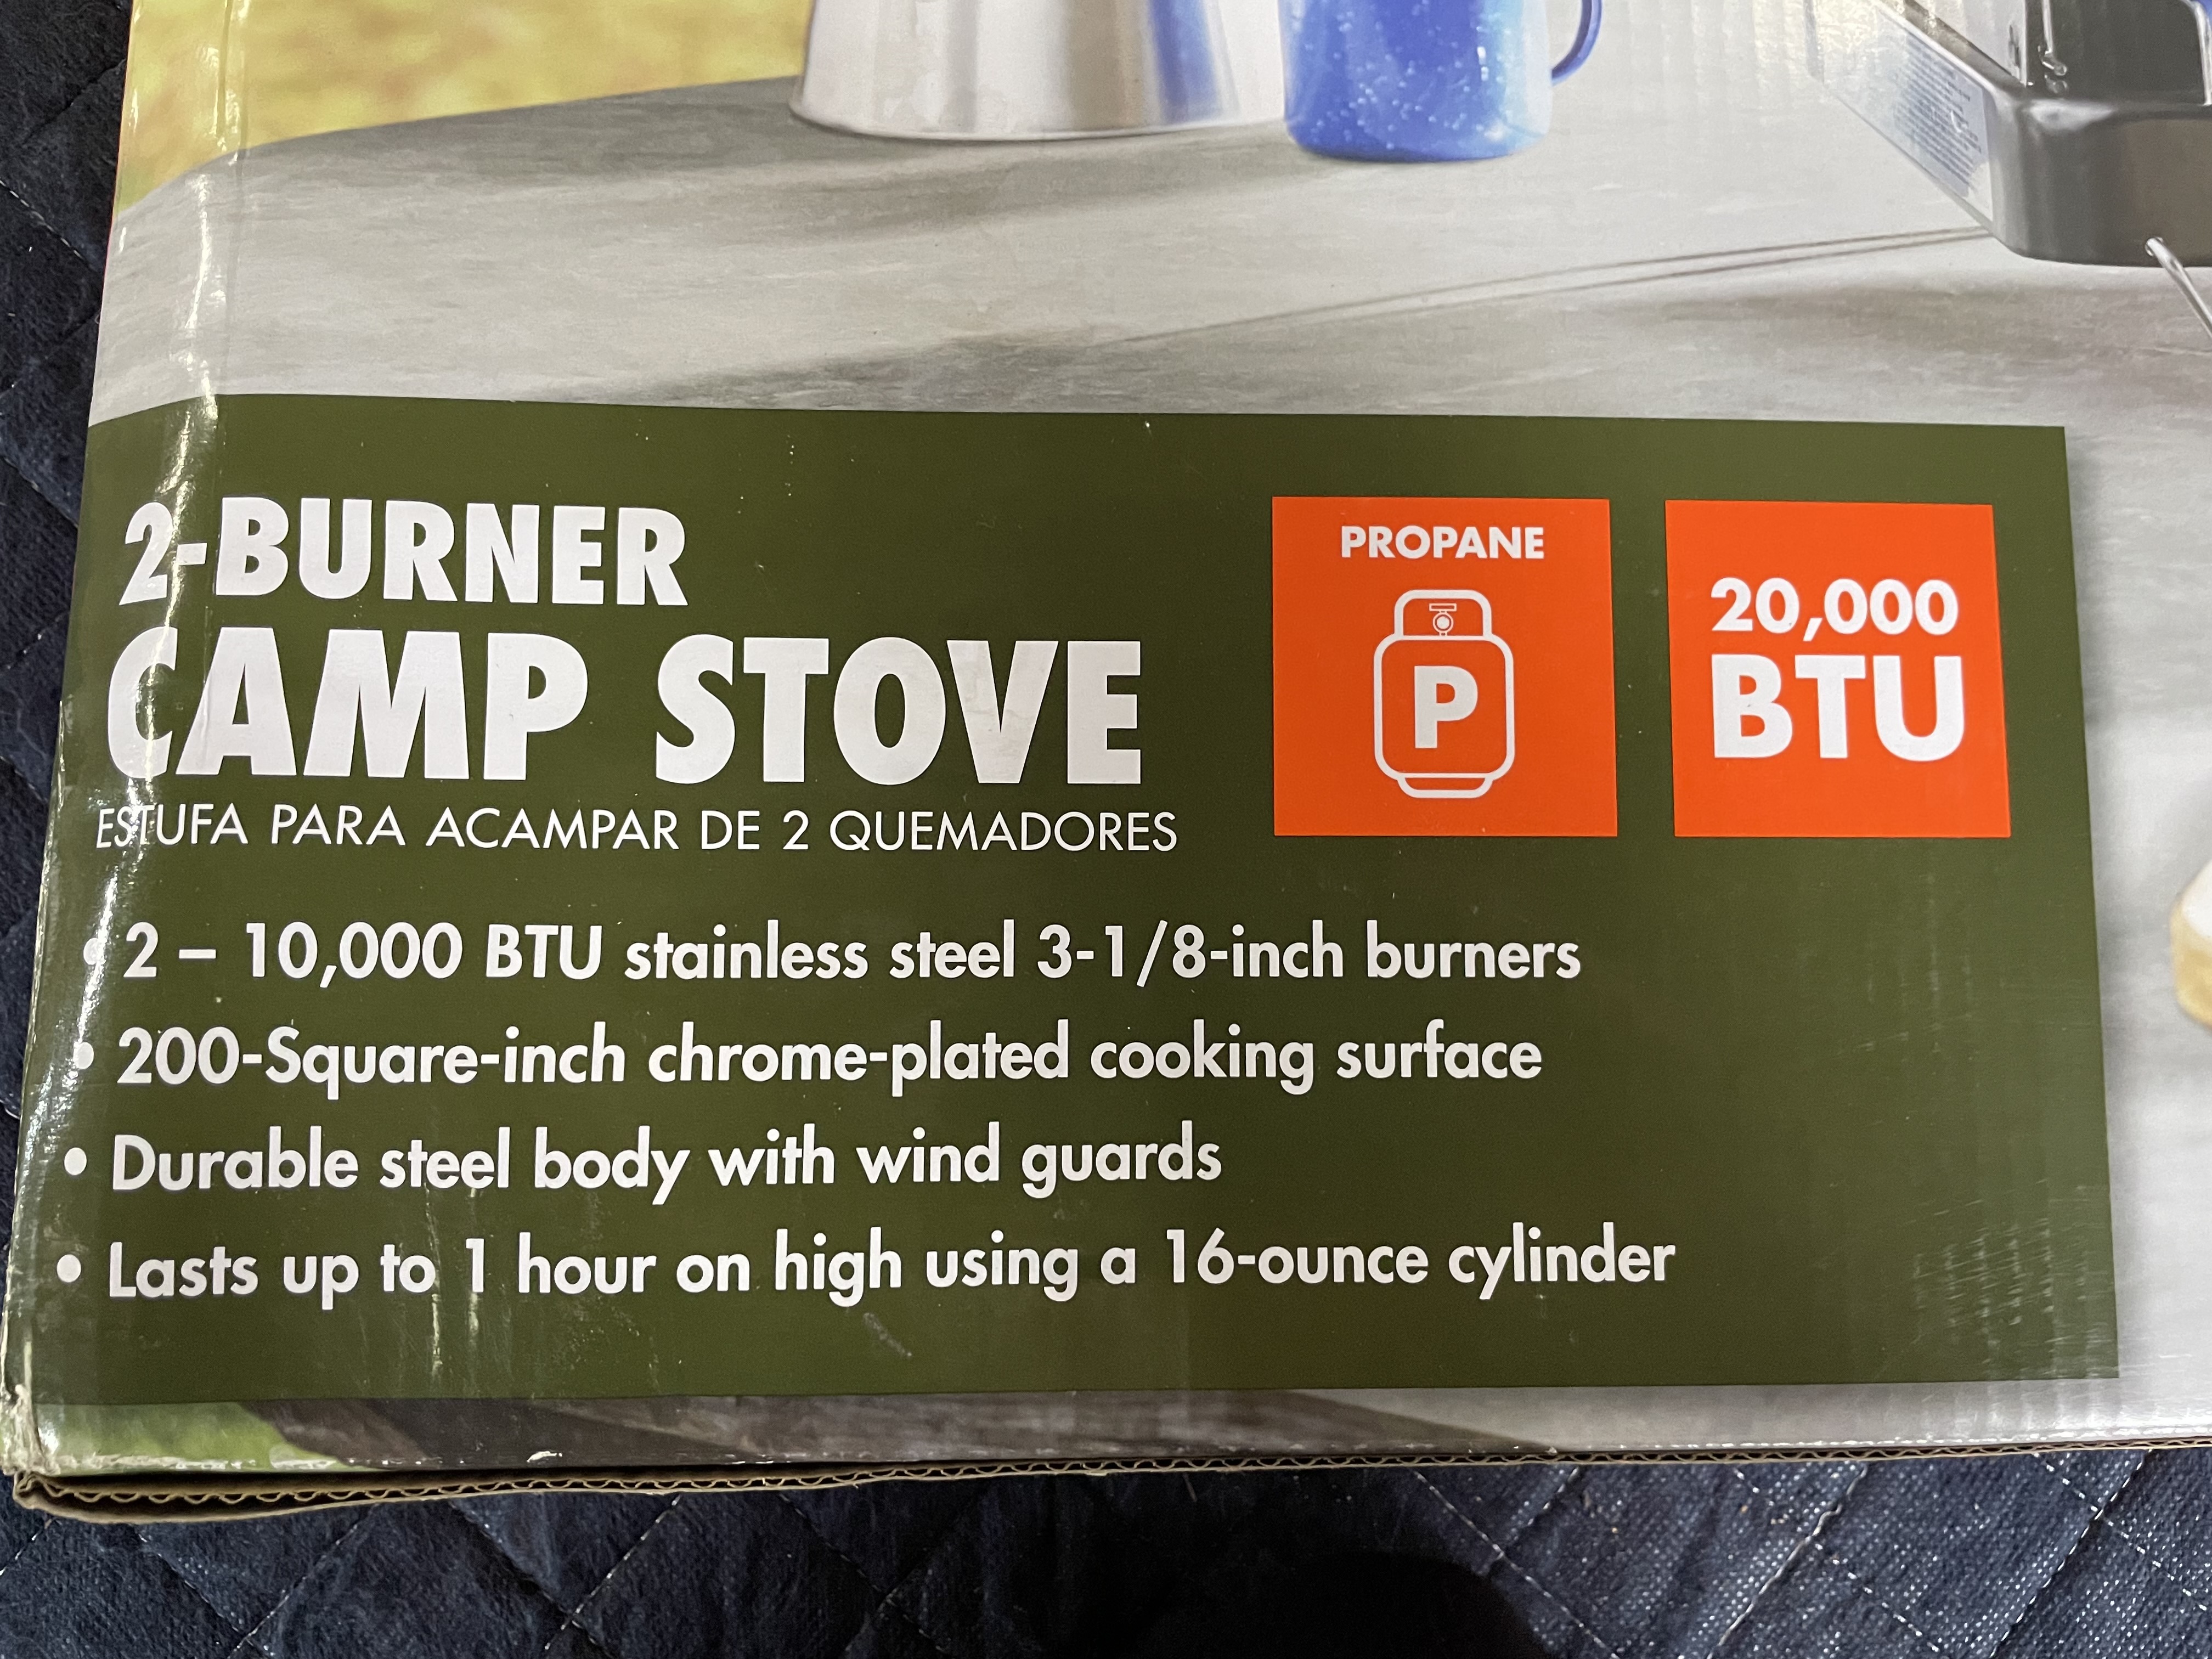 2-BURNER
CAMP STOVE
ESTUFA PARA ACAMPAR DE 2 QUEMADORES
PROPANE
P
20,000
BTU
• 2 – 10,000 BTU stainless steel 3-1/8-inch burners
• 200-Square-inch chrome-plated cooking surface
• Durable steel body with wind guards
• Lasts up to 1 hour on high using a 16-ounce cylinder